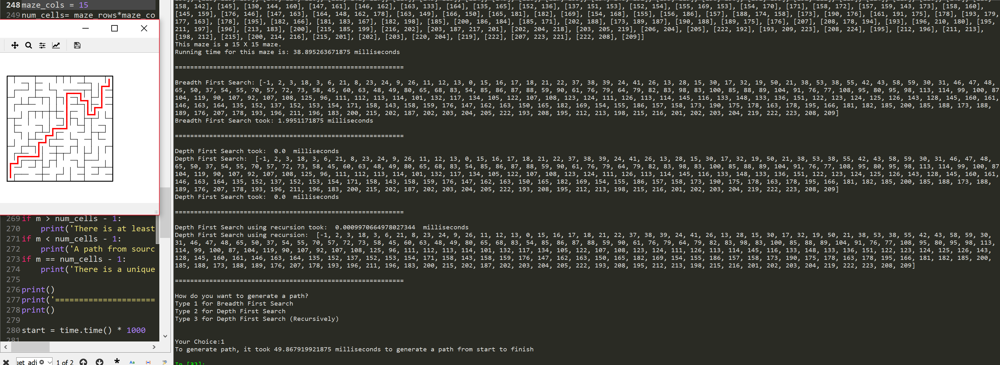 248 maze_cols = 15
249 num_cells= maze_rows*maze_co
269 if m > num_cells - 1:
270 print('There is at least
271 if m < num_cells - 1:
272 print('A path from sourc
273 if m == num_cells - 1:
274 print('There is a unique
275
276 print()
277 print('=====================
278 print()
279
280 start = time.time() * 1000
281
get_adj 1 of 2 * Aa
158, 142], [145], [130, 144, 160], [147, 161], [146, 162], [163, 133], [164], [135, 165], [152, 136], [137, 151, 153], [152, 154], [155, 169, 153], [154, 170], [171], [158, 172], [157, 159, 143, 173], [158, 160],
[145, 159], [176, 146], [147, 163], [164, 148, 162, 178], [163, 149], [166, 150], [165, 181], [182], [169], [154, 168], [155], [156, 186], [157], [188, 174, 158], [173], [190, 176], [161, 191, 175], [178], [193, 179,
177, 163], [178], [195], [182, 166], [181, 183, 167], [182, 198], [185], [200, 186, 184], [185, 171], [202, 188], [173, 189, 187], [190, 188], [189, 175], [176], [207], [208, 178, 194], [193], [196, 210, 180], [195,
211, 197], [196], [213, 183], [200], [215, 185, 199], [216, 202], [203, 187, 217, 201], [202, 204, 218], [203, 205, 219], [206, 204], [205], [222, 192], [193, 209, 223], [208, 224], [195], [212, 196], [211, 213],
[198, 212], [215], [200, 214, 216], [215, 201], [202], [203], [220, 204], [219], [222], [207, 223, 221], [222, 208], [209]]
This maze is a 15 X 15 maze.
Running time for this maze is: 38.895263671875 milliseconds
============================================================
Breadth First Search: [-1, 2, 3, 18, 3, 6, 21, 8, 23, 24, 9, 26, 11, 12, 13, 0, 15, 16, 17, 18, 21, 22, 37, 38, 39, 24, 41, 26, 13, 28, 15, 30, 17, 32, 19, 50, 21, 38, 53, 38, 55, 42, 43, 58, 59, 30, 31, 46, 47, 48,
65, 50, 37, 54, 55, 70, 57, 72, 73, 58, 45, 60, 63, 48, 49, 80, 65, 68, 83, 54, 85, 86, 87, 88, 59, 90, 61, 76, 79, 64, 79, 82, 83, 98, 83, 100, 85, 88, 89, 104, 91, 76, 77, 108, 95, 80, 95, 98, 113, 114, 99, 100, 87
104, 119, 90, 107, 92, 107, 108, 125, 96, 111, 112, 113, 114, 101, 132, 117, 134, 105, 122, 107, 108, 123, 124, 111, 126, 113, 114, 145, 116, 133, 148, 133, 136, 151, 122, 123, 124, 125, 126, 143, 128, 145, 160, 161,
146, 163, 164, 135, 152, 137, 152, 153, 154, 171, 158, 143, 158, 159, 176, 147, 162, 163, 150, 165, 182, 169, 154, 155, 186, 157, 158, 173, 190, 175, 178, 163, 178, 195, 166, 181, 182, 185, 200, 185, 188, 173, 188,
189, 176, 207, 178, 193, 196, 211, 196, 183, 200, 215, 202, 187, 202, 203, 204, 205, 222, 193, 208, 195, 212, 213, 198, 215, 216, 201, 202, 203, 204, 219, 222, 223, 208, 209]
Breadth First Search took: 1.9951171875 milliseconds
============================================================
Depth First Search took:  0.0  milliseconds
Depth First Search:  [-1, 2, 3, 18, 3, 6, 21, 8, 23, 24, 9, 26, 11, 12, 13, 0, 15, 16, 17, 18, 21, 22, 37, 38, 39, 24, 41, 26, 13, 28, 15, 30, 17, 32, 19, 50, 21, 38, 53, 38, 55, 42, 43, 58, 59, 30, 31, 46, 47, 48,
65, 50, 37, 54, 55, 70, 57, 72, 73, 58, 45, 60, 63, 48, 49, 80, 65, 68, 83, 54, 85, 86, 87, 88, 59, 90, 61, 76, 79, 64, 79, 82, 83, 98, 83, 100, 85, 88, 89, 104, 91, 76, 77, 108, 95, 80, 95, 98, 113, 114, 99, 100, 87
104, 119, 90, 107, 92, 107, 108, 125, 96, 111, 112, 113, 114, 101, 132, 117, 134, 105, 122, 107, 108, 123, 124, 111, 126, 113, 114, 145, 116, 133, 148, 133, 136, 151, 122, 123, 124, 125, 126, 143, 128, 145, 160, 161,
146, 163, 164, 135, 152, 137, 152, 153, 154, 171, 158, 143, 158, 159, 176, 147, 162, 163, 150, 165, 182, 169, 154, 155, 186, 157, 158, 173, 190, 175, 178, 163, 178, 195, 166, 181, 182, 185, 200, 185, 188, 173, 188,
189, 176, 207, 178, 193, 196, 211, 196, 183, 200, 215, 202, 187, 202, 203, 204, 205, 222, 193, 208, 195, 212, 213, 198, 215, 216, 201, 202, 203, 204, 219, 222, 223, 208, 209]
Depth First Search took:  0.0  milliseconds
============================================================
Depth First Search using recursion took:  0.0009970664978027344  milliseconds
Depth First Search using recursion:  [-1, 2, 3, 18, 3, 6, 21, 8, 23, 24, 9, 26, 11, 12, 13, 0, 15, 16, 17, 18, 21, 22, 37, 38, 39, 24, 41, 26, 13, 28, 15, 30, 17, 32, 19, 50, 21, 38, 53, 38, 55, 42, 43, 58, 59, 30,
31, 46, 47, 48, 65, 50, 37, 54, 55, 70, 57, 72, 73, 58, 45, 60, 63, 48, 49, 80, 65, 68, 83, 54, 85, 86, 87, 88, 59, 90, 61, 76, 79, 64, 79, 82, 83, 98, 83, 100, 85, 88, 89, 104, 91, 76, 77, 108, 95, 80, 95, 98, 113,
114, 99, 100, 87, 104, 119, 90, 107, 92, 107, 108, 125, 96, 111, 112, 113, 114, 101, 132, 117, 134, 105, 122, 107, 108, 123, 124, 111, 126, 113, 114, 145, 116, 133, 148, 133, 136, 151, 122, 123, 124, 125, 126, 143,
128, 145, 160, 161, 146, 163, 164, 135, 152, 137, 152, 153, 154, 171, 158, 143, 158, 159, 176, 147, 162, 163, 150, 165, 182, 169, 154, 155, 186, 157, 158, 173, 190, 175, 178, 163, 178, 195, 166, 181, 182, 185, 200,
185, 188, 173, 188, 189, 176, 207, 178, 193, 196, 211, 196, 183, 200, 215, 202, 187, 202, 203, 204, 205, 222, 193, 208, 195, 212, 213, 198, 215, 216, 201, 202, 203, 204, 219, 222, 223, 208, 209]
============================================================
How do you want to generate a path?
Type 1 for Breadth First Search
Type 2 for Depth First Search
Type 3 for Depth First Search (Recursively)
Your Choice:1
To generate path, it took 49.867919921875 milliseconds to generate a path from start to finish
In [32]: